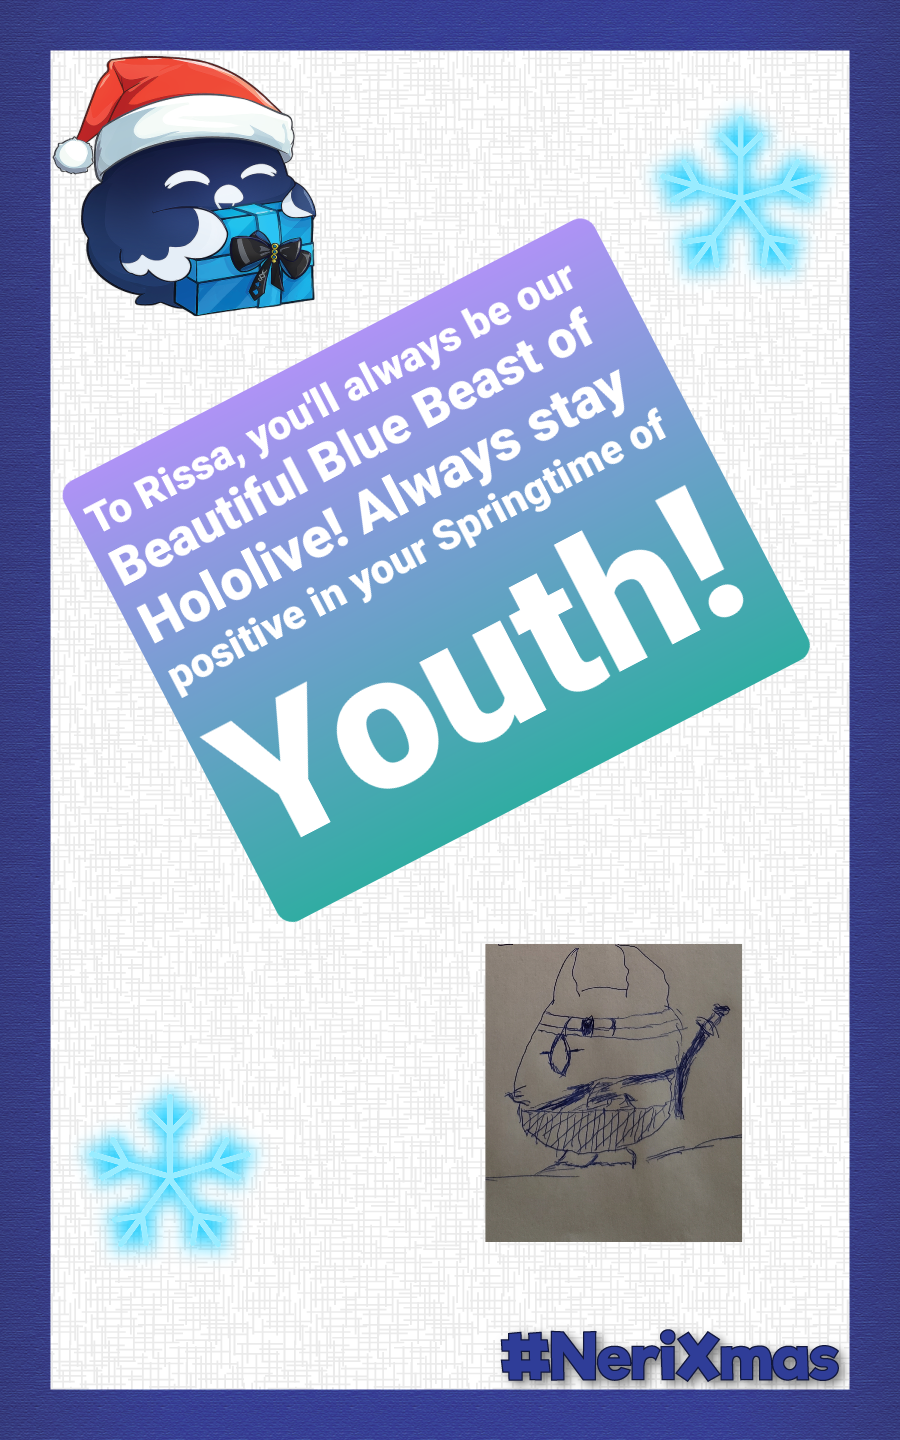 To Rissa, you'll always be our
Beautiful Blue Beast of
Hololive! Always stay
positive in your Springtime of
Youth!
#NeriXmas